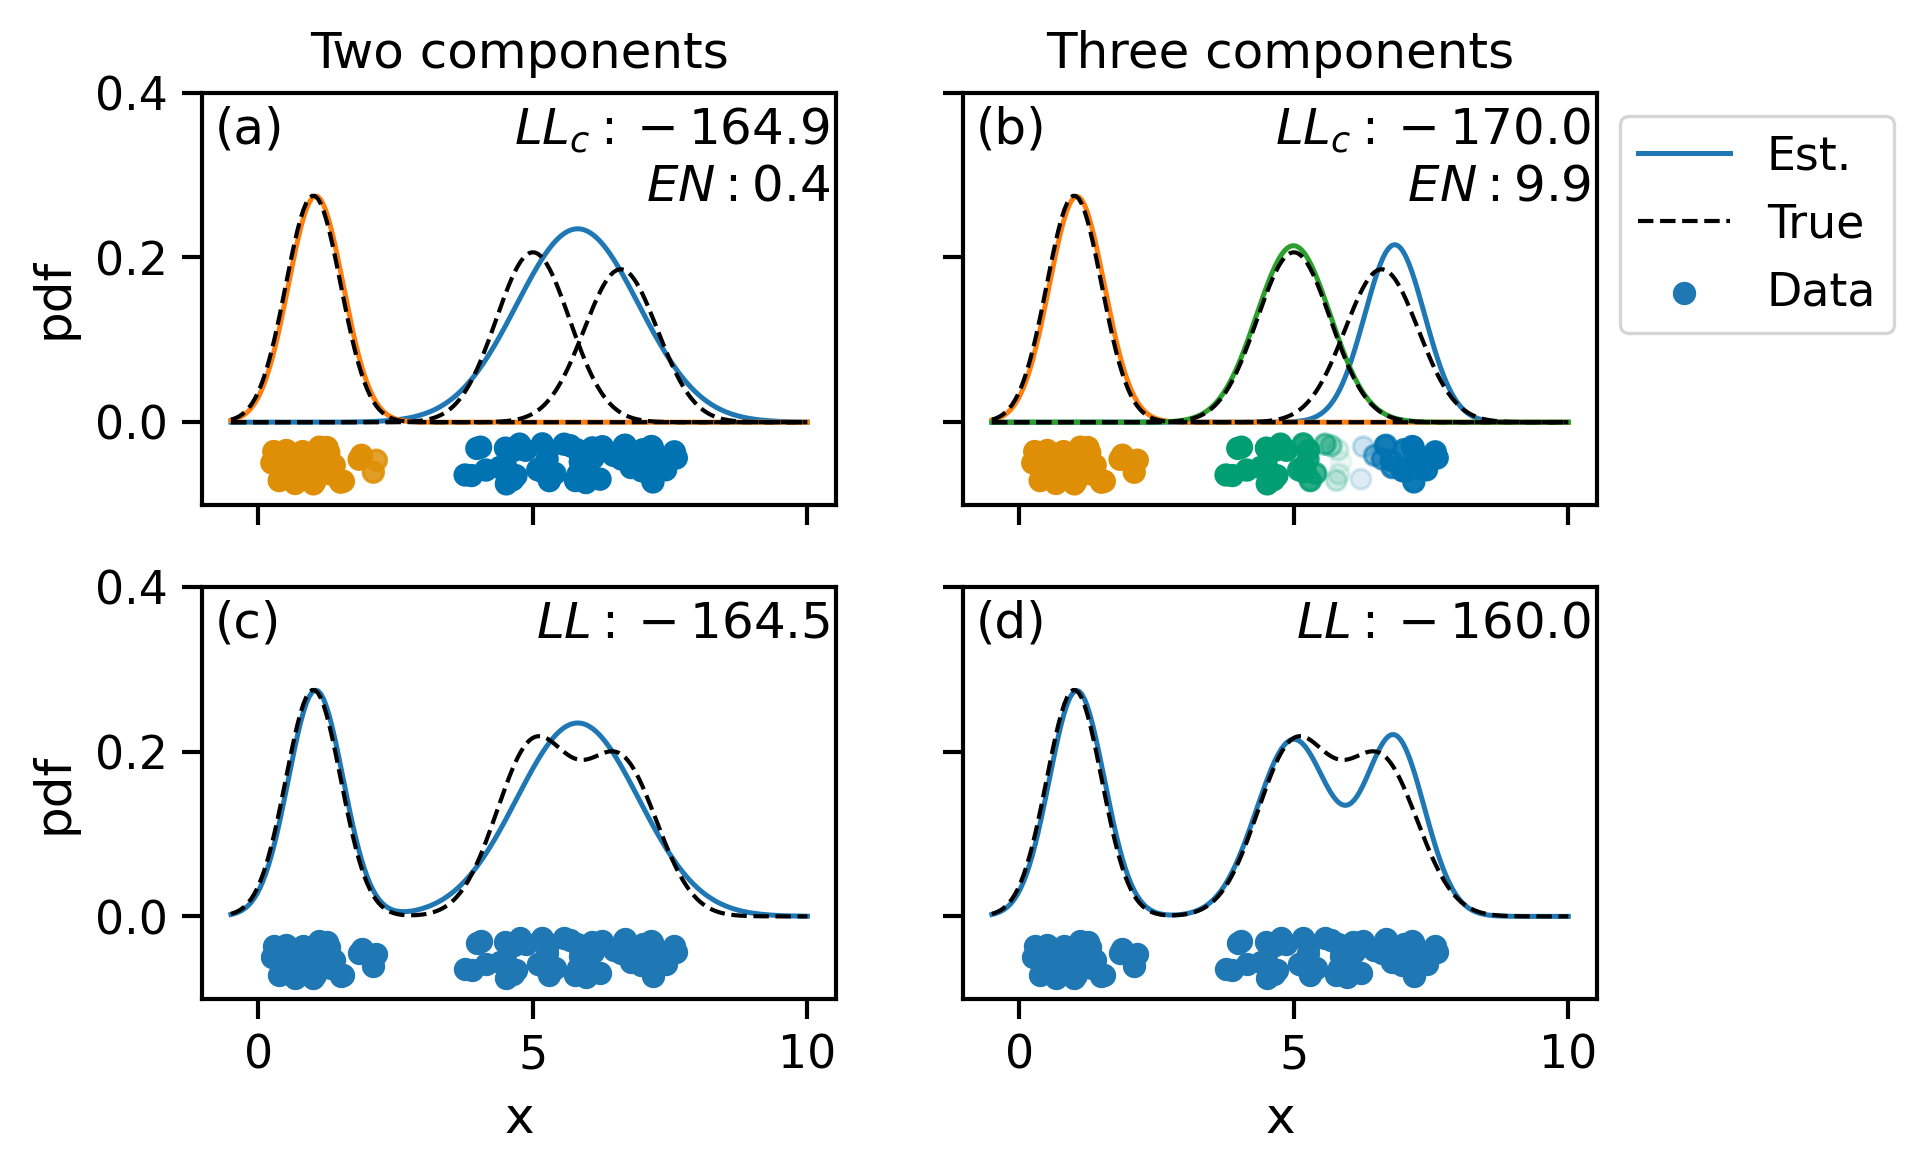 Two components
Three components
0.4
0.2
0.0
pdf
(a)
LL_c : −164.9
EN : 0.4
(b)
LL_c : −170.0
EN : 9.9
Est.
True
Data
0.4
0.2
0.0
pdf
(c)
LL : −164.5
(d)
LL : −160.0
0
5
10
0
5
10
x
x